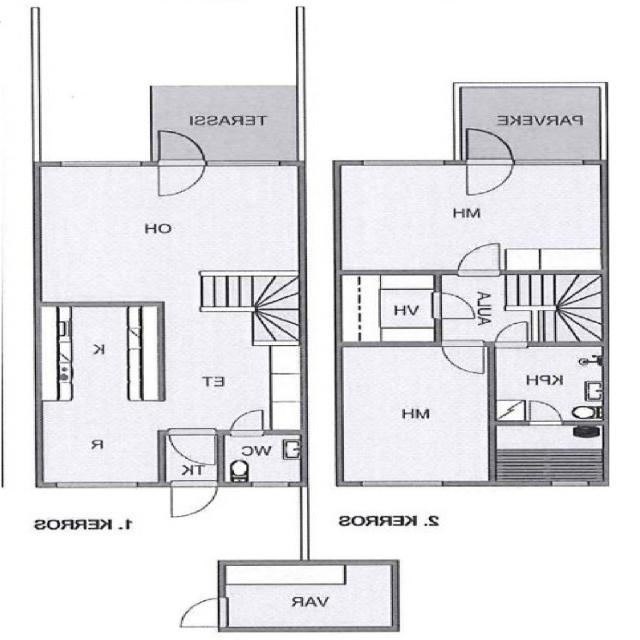 TERASSI
PARVEKE
OH
MH
VH
AULA
K
ET
KPH
MH
R
TK
WC
1. KERROS
2. KERROS
VAR